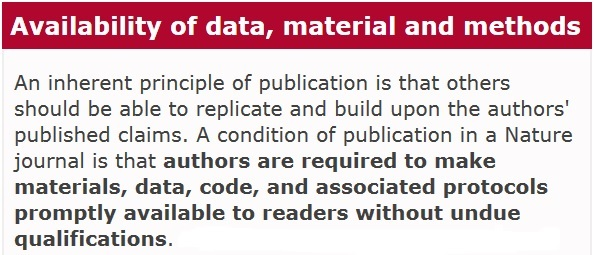 Availability of data, material and methods
An inherent principle of publication is that others
should be able to replicate and build upon the authors'
published claims. A condition of publication in a Nature
journal is that authors are required to make
materials, data, code, and associated protocols
promptly available to readers without undue
qualifications.